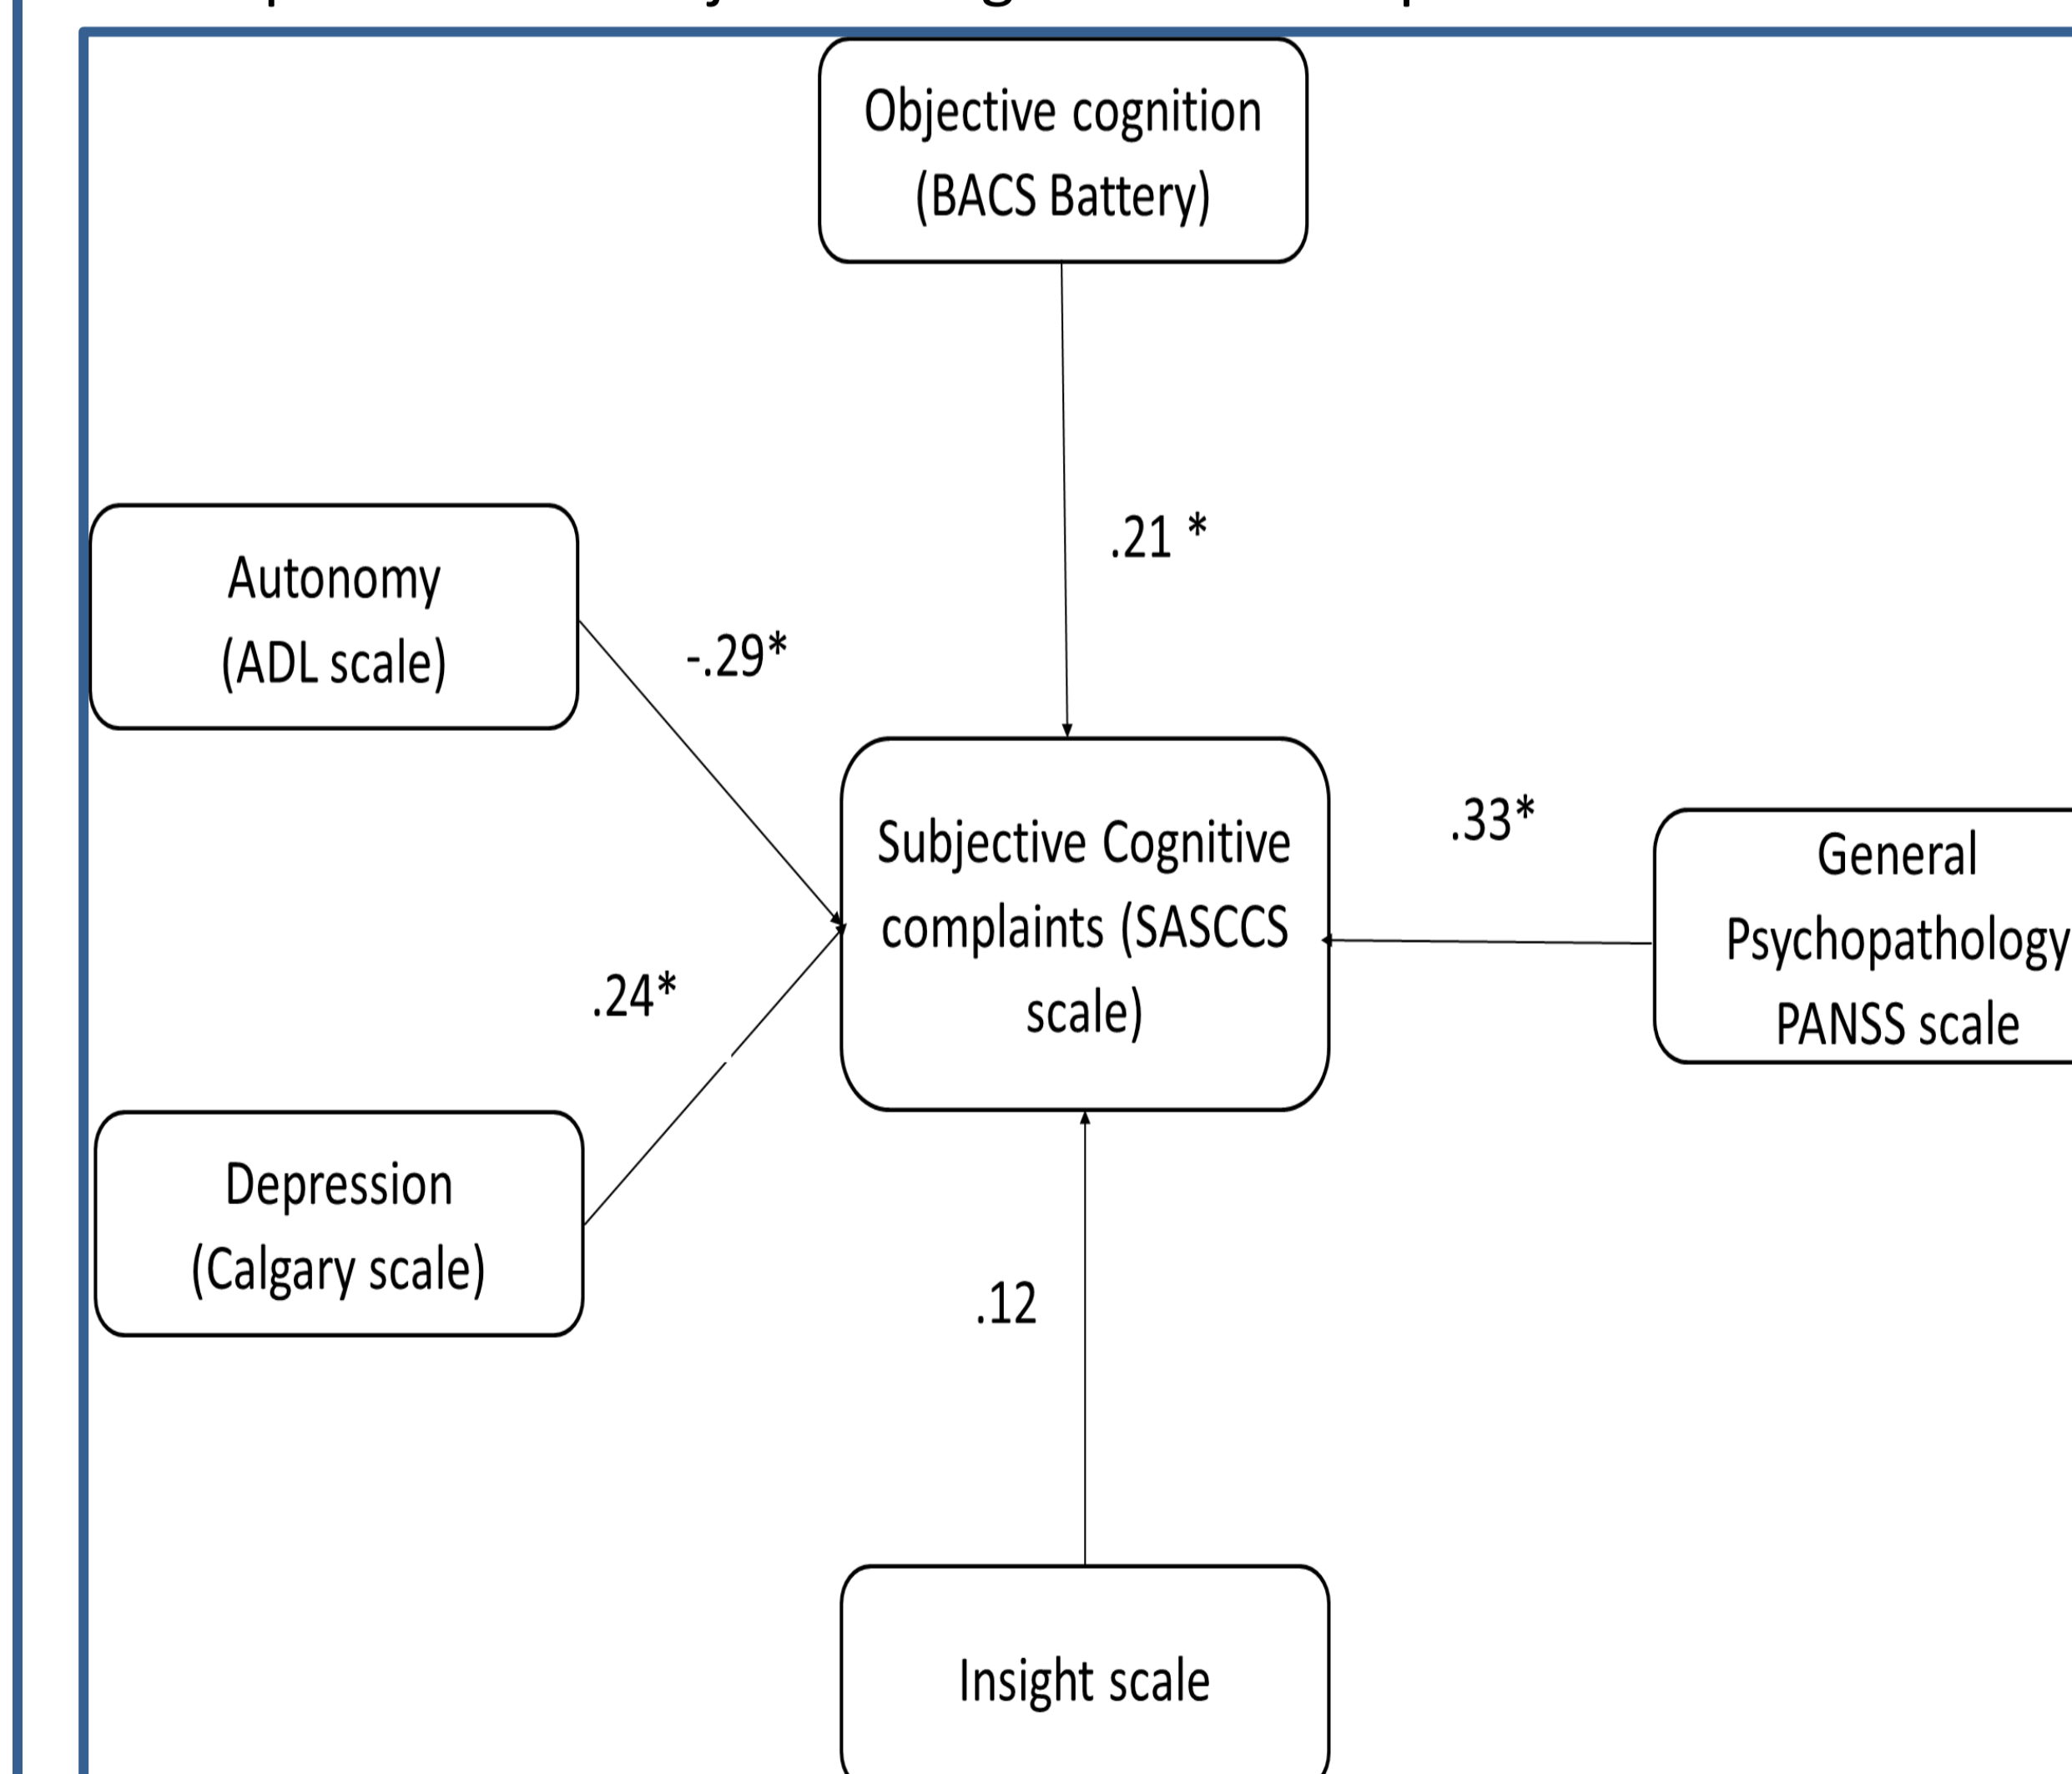 Objective cognition
(BACS Battery)
.21 *
Autonomy
(ADL scale)
-.29*
Subjective Cognitive
complaints (SASCCS
scale)
.33*
General
Psychopathology
PANSS scale
.24*
Depression
(Calgary scale)
.12
Insight scale